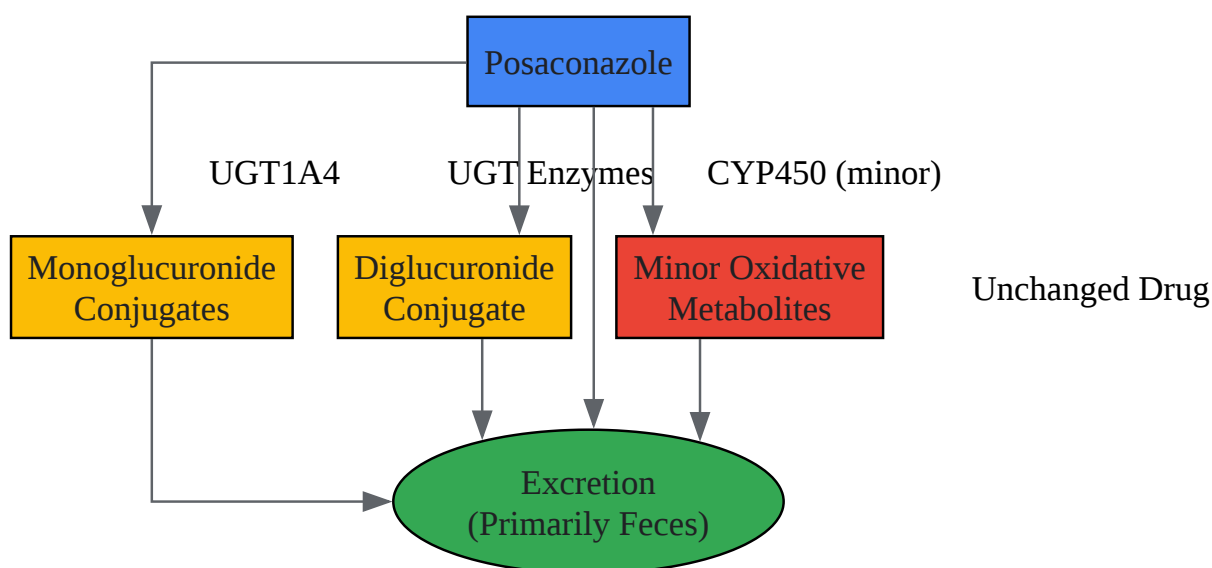 Posaconazole
UGT1A4
UGT Enzymes
CYP450 (minor)
Monoglucuronide
Conjugates
Diglucuronide
Conjugate
Minor Oxidative
Metabolites
Unchanged Drug
Excretion
(Primarily Feces)